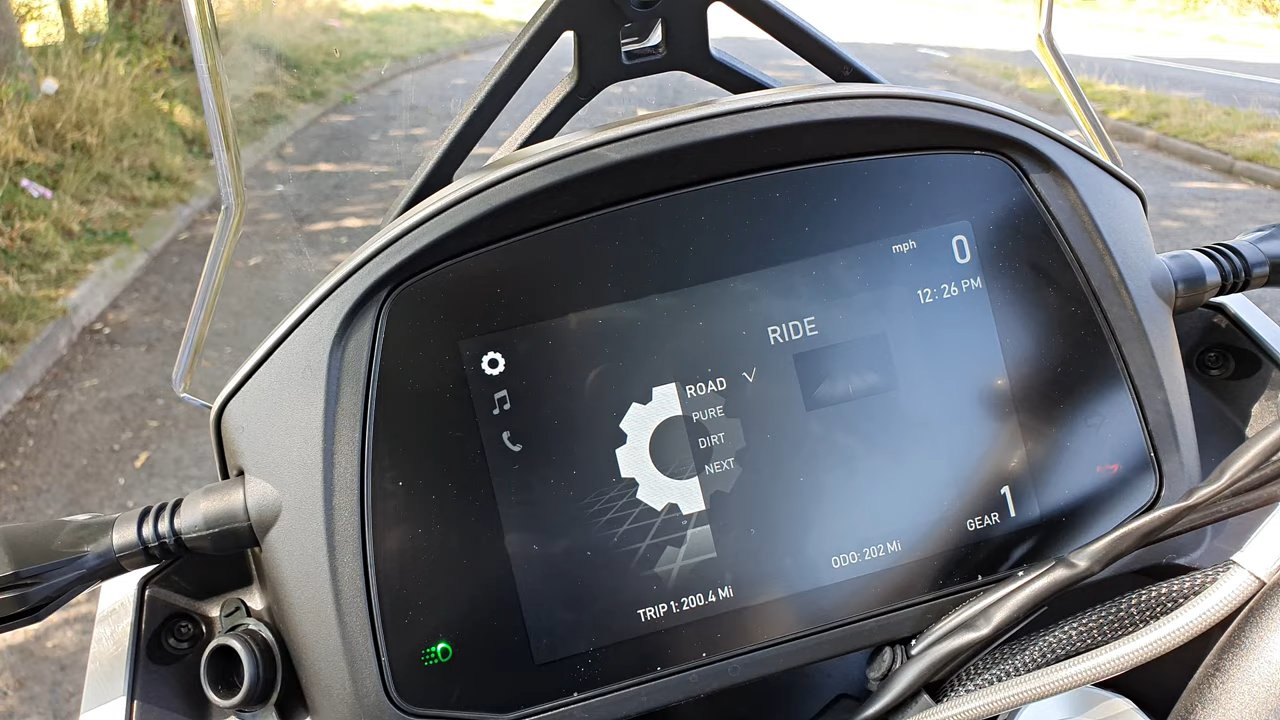 mph 0
12:26 PM
RIDE
ROAD
PURE
DIRT
NEXT
GEAR 1
ODO: 202 Mi
TRIP 1: 200.4 Mi